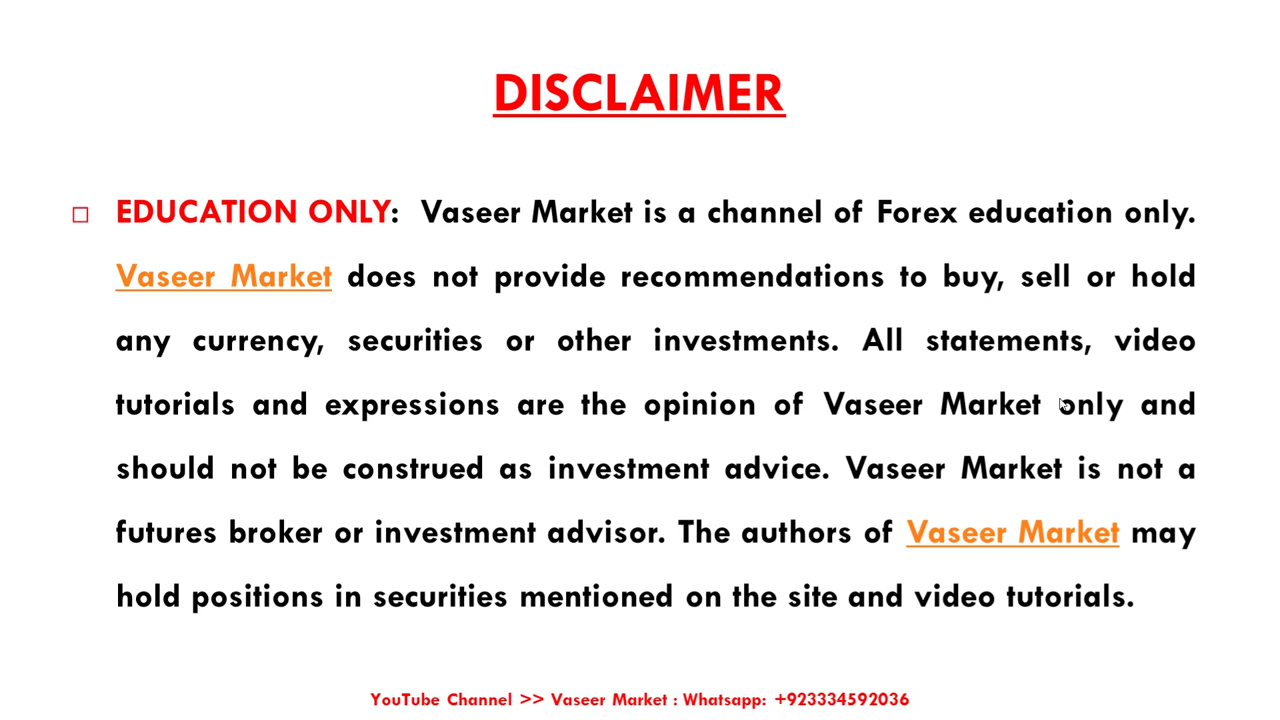 DISCLAIMER
EDUCATION ONLY: Vaseer Market is a channel of Forex education only.
Vaseer Market does not provide recommendations to buy, sell or hold
any currency, securities or other investments. All statements, video
tutorials and expressions are the opinion of Vaseer Market only and
should not be construed as investment advice. Vaseer Market is not a
futures broker or investment advisor. The authors of Vaseer Market may
hold positions in securities mentioned on the site and video tutorials.
YouTube Channel >> Vaseer Market : Whatsapp: +923334592036